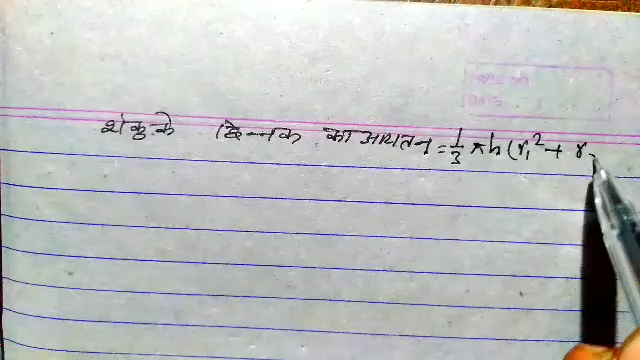 शंकु के छिन्नक का आयतन = 1/3 πh (r₁² + r